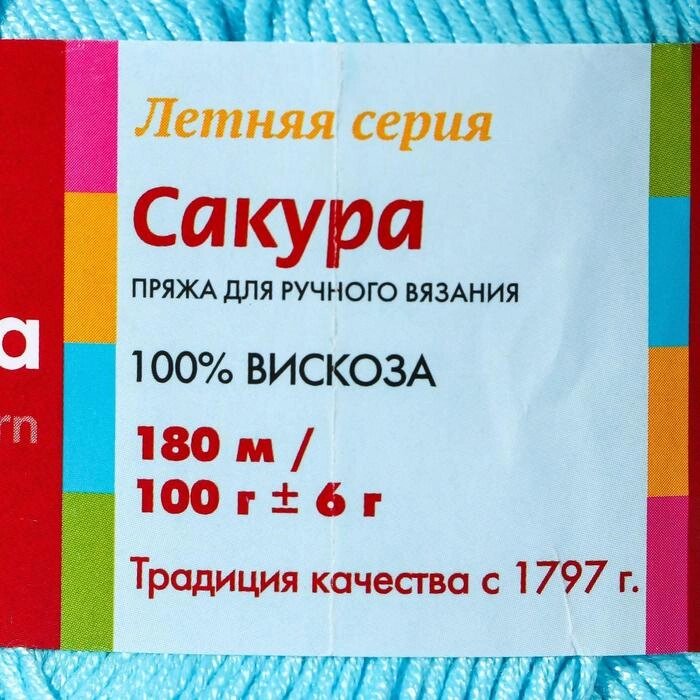 Летняя серия
Сакура
ПРЯЖА ДЛЯ РУЧНОГО ВЯЗАНИЯ
100% ВИСКОЗА
180 м /
100 г ± 6 г
Традиция качества с 1797 г.